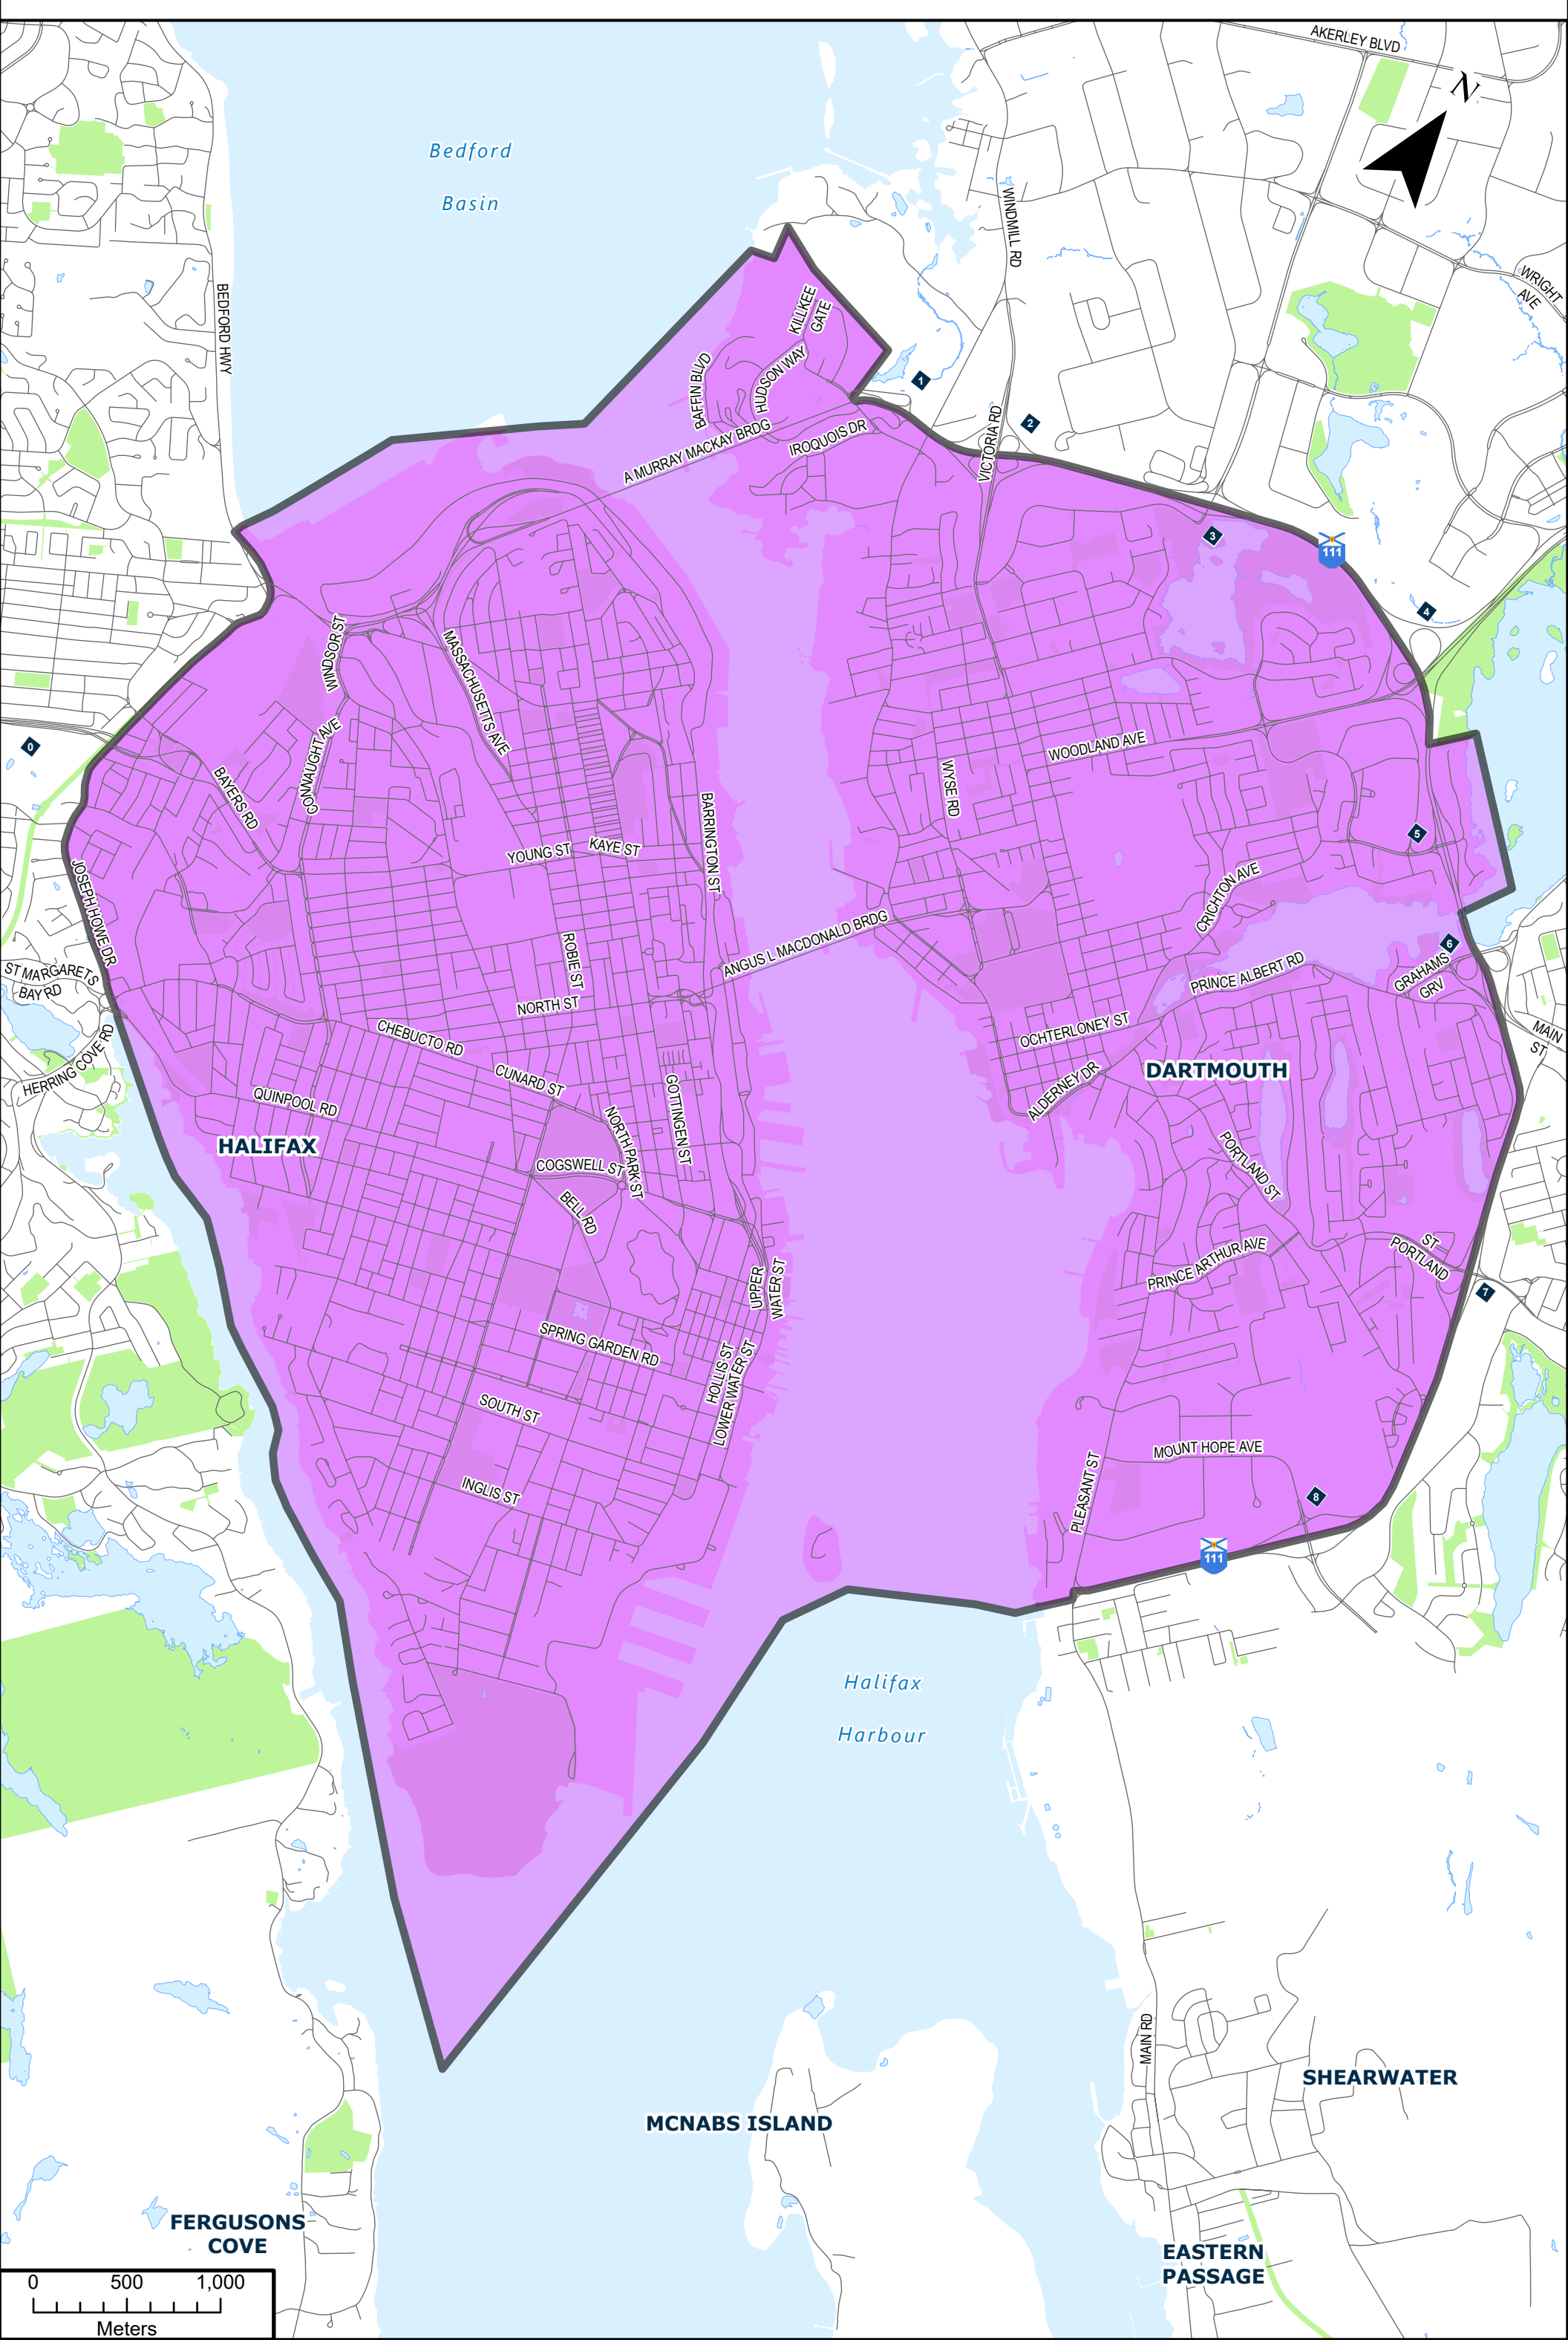 AKERLEY BLVD
N
Bedford
Basin
WINDMILL RD
WRIGHT
AVE
BEDFORD HWY
KILLKEE
GATE
BAFFIN BLVD
HUDSON WAY
1
A MURRAY MACKAY BRDG
IROQUOIS DR
VICTORIA RD
2
3
111
4
WINDSOR ST
MASSACHUSETTS AVE
0
CONNAUGHT AVE
BAYERS RD
WOODLAND AVE
WYSE RD
BARRINGTON ST
YOUNG ST
KAYE ST
5
JOSEPH HOWE DR
CRICHTON AVE
ANGUS L MACDONALD BRDG
ROBIE ST
6
ST MARGARETS
BAY RD
PRINCE ALBERT RD
GRAHAMS
GRV
NORTH ST
MAIN
ST
CHEBUCTO RD
OCHTERLONEY ST
HERRING COVE RD
CUNARD ST
DARTMOUTH
ALDERNEY DR
QUINPOOL RD
GOTTINGEN ST
NORTH PARK ST
HALIFAX
COGSWELL ST
PORTLAND ST
BELL RD
PRINCE ARTHUR AVE
ST
PORTLAND
UPPER
WATER ST
7
SPRING GARDEN RD
HOLLIS ST
LOWER WATER ST
SOUTH ST
MOUNT HOPE AVE
PLEASANT ST
INGLIS ST
8
111
Halifax
Harbour
MAIN RD
SHEARWATER
MCNABS ISLAND
FERGUSONS
COVE
EASTERN
PASSAGE
0 500 1,000
Meters